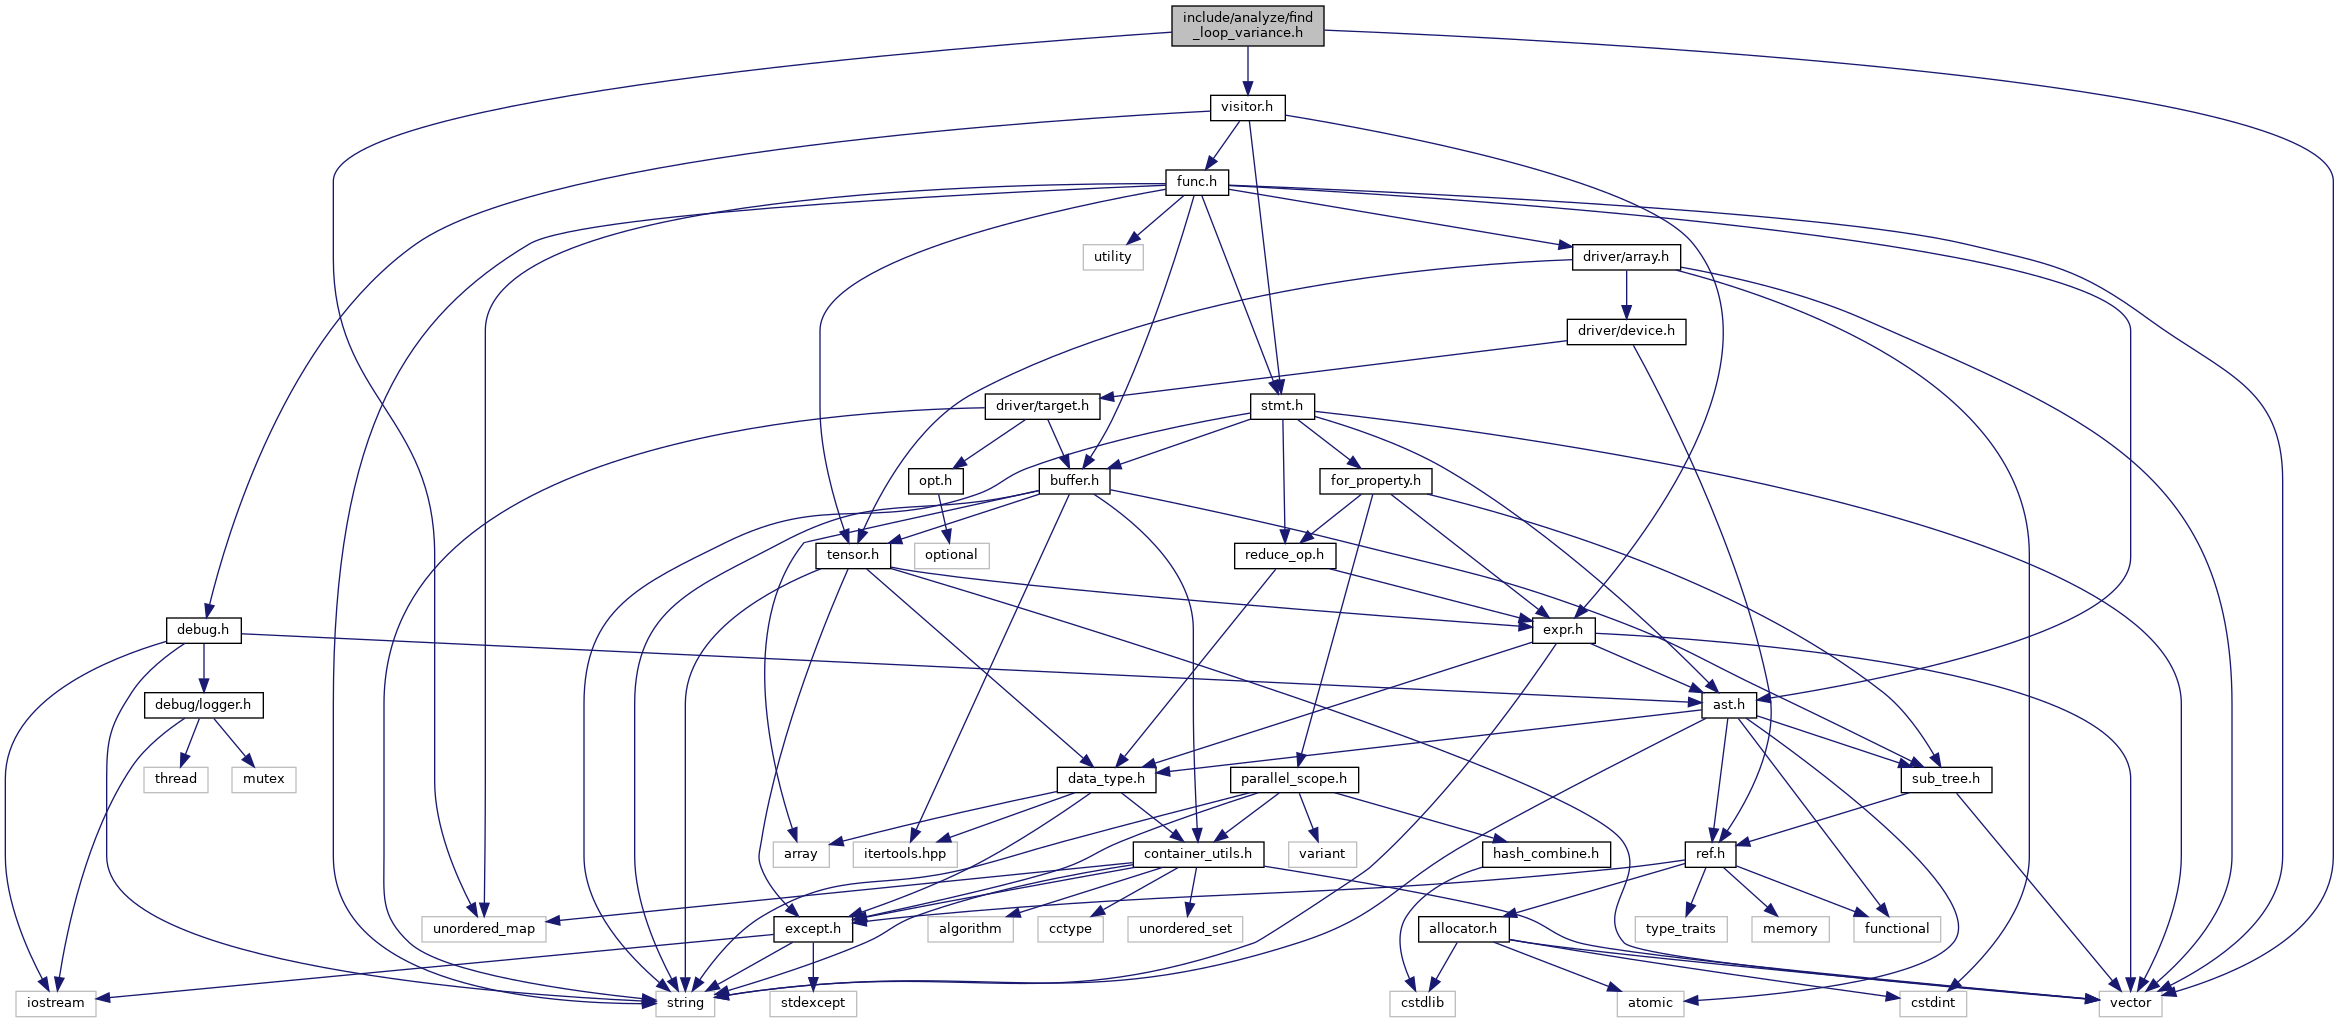 include/analyze/find
_loop_variance.h
visitor.h
func.h
utility
driver/array.h
driver/device.h
driver/target.h
stmt.h
opt.h
buffer.h
for_property.h
tensor.h
optional
reduce_op.h
debug.h
expr.h
debug/logger.h
ast.h
thread
mutex
data_type.h
parallel_scope.h
sub_tree.h
array
itertools.hpp
container_utils.h
variant
hash_combine.h
ref.h
unordered_map
except.h
algorithm
cctype
unordered_set
allocator.h
type_traits
memory
functional
iostream
string
stdexcept
cstdlib
atomic
cstdint
vector